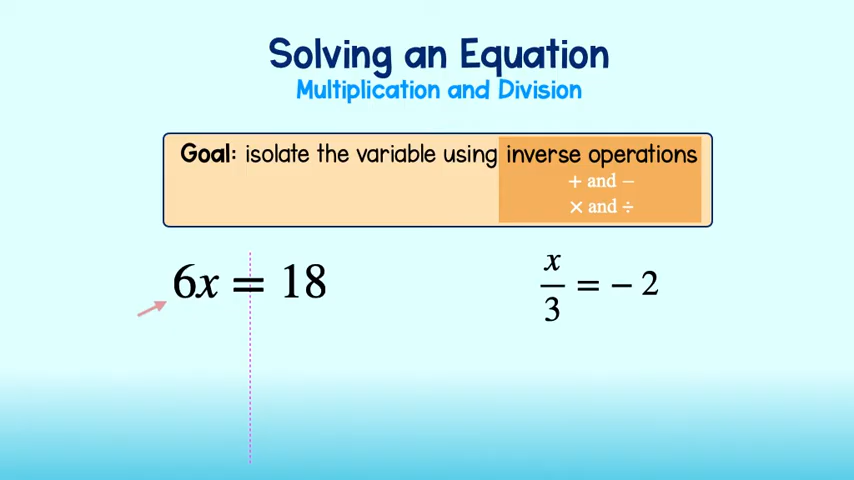 Solving an Equation
Multiplication and Division
Goal: isolate the variable using inverse operations
+ and −
× and ÷
6x = 18
x/3 = − 2